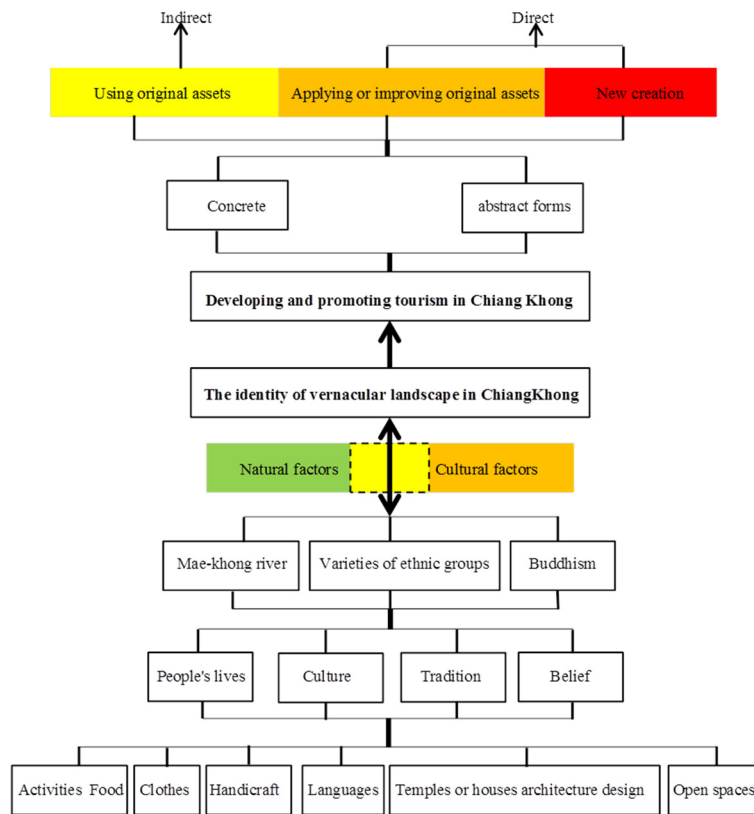 Indirect Direct
Using original assets Applying or improving original assets New creation
Concrete abstract forms
Developing and promoting tourism in Chiang Khong
The identity of vernacular landscape in ChiangKhong
Natural factors Cultural factors
Mae-khong river Varieties of ethnic groups Buddhism
People's lives Culture Tradition Belief
Activities Food Clothes Handicraft Languages Temples or houses architecture design Open spaces